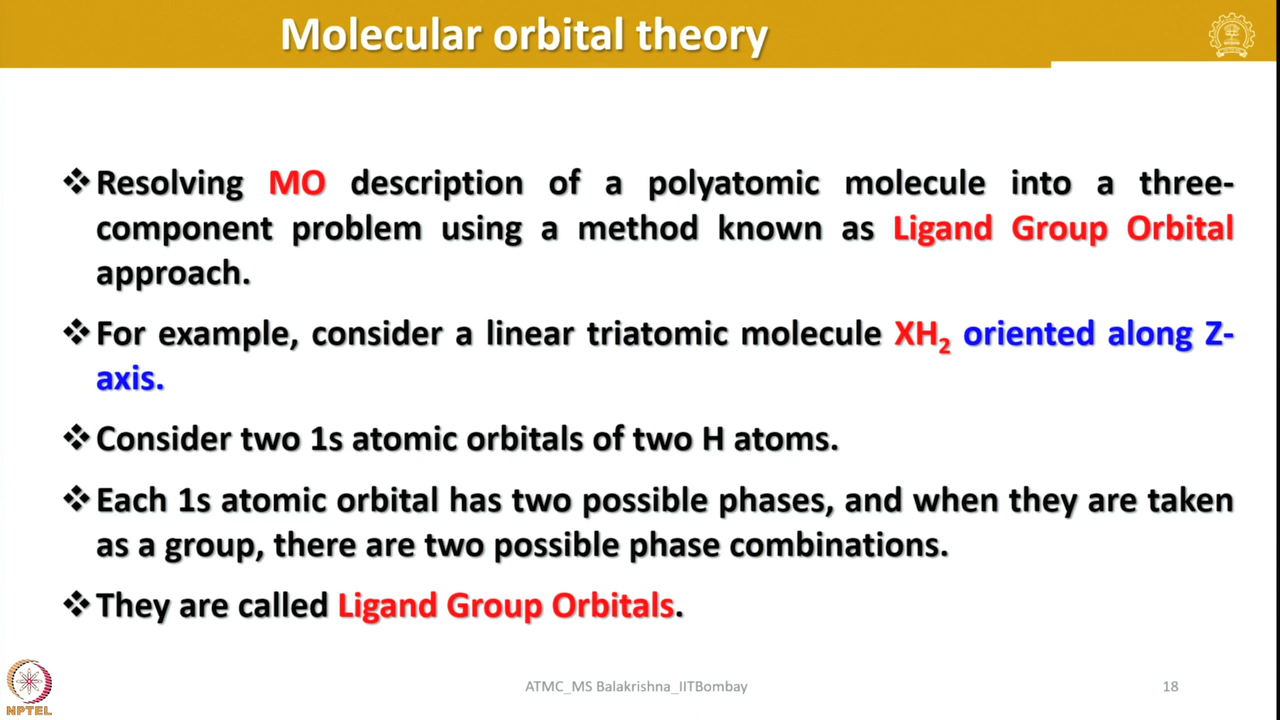 Molecular orbital theory
❖Resolving MO description of a polyatomic molecule into a three-
component problem using a method known as Ligand Group Orbital
approach.
❖For example, consider a linear triatomic molecule XH₂ oriented along Z-
axis.
❖Consider two 1s atomic orbitals of two H atoms.
❖Each 1s atomic orbital has two possible phases, and when they are taken
as a group, there are two possible phase combinations.
❖They are called Ligand Group Orbitals.
NPTEL
ATMC_MS Balakrishna_IITBombay
18